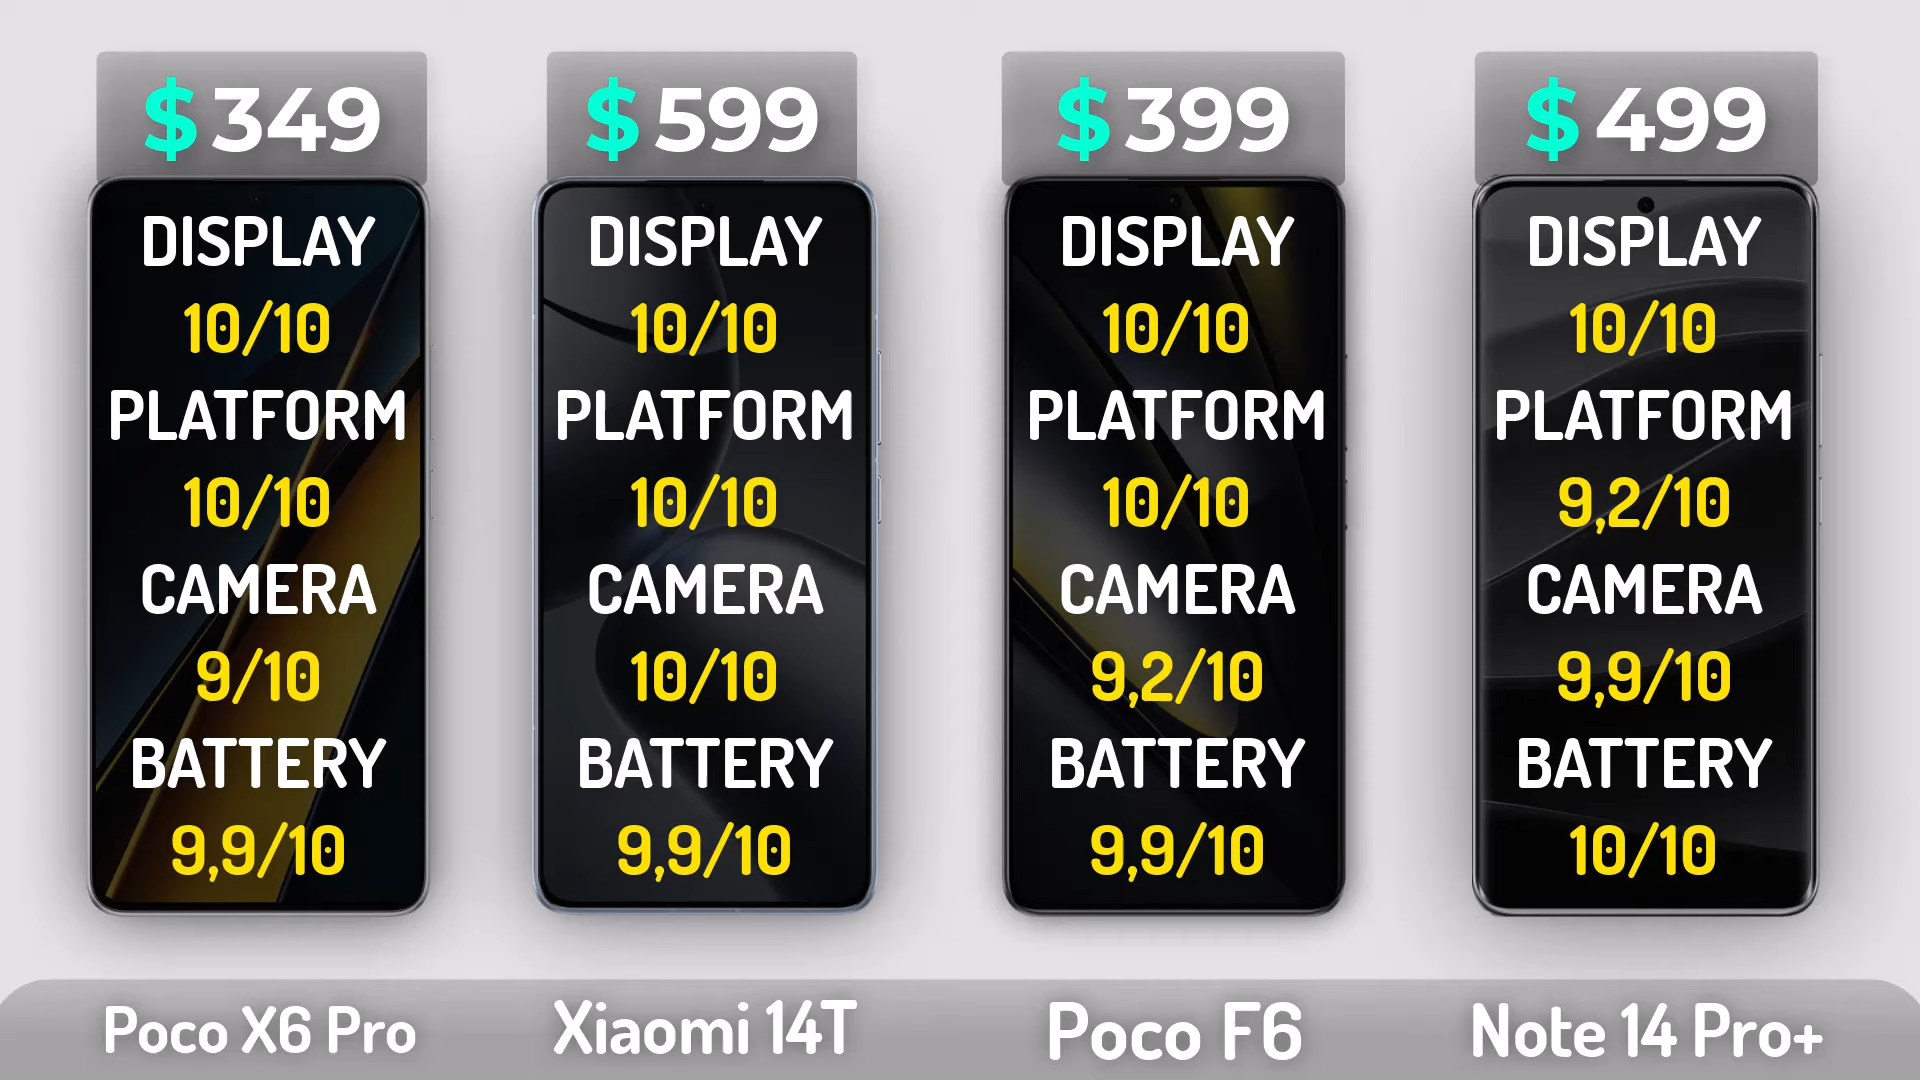 $ 349
DISPLAY
10/10
PLATFORM
10/10
CAMERA
9/10
BATTERY
9,9/10
Poco X6 Pro
$ 599
DISPLAY
10/10
PLATFORM
10/10
CAMERA
10/10
BATTERY
9,9/10
Xiaomi 14T
$ 399
DISPLAY
10/10
PLATFORM
10/10
CAMERA
9,2/10
BATTERY
9,9/10
Poco F6
$ 499
DISPLAY
10/10
PLATFORM
9,2/10
CAMERA
9,9/10
BATTERY
10/10
Note 14 Pro+